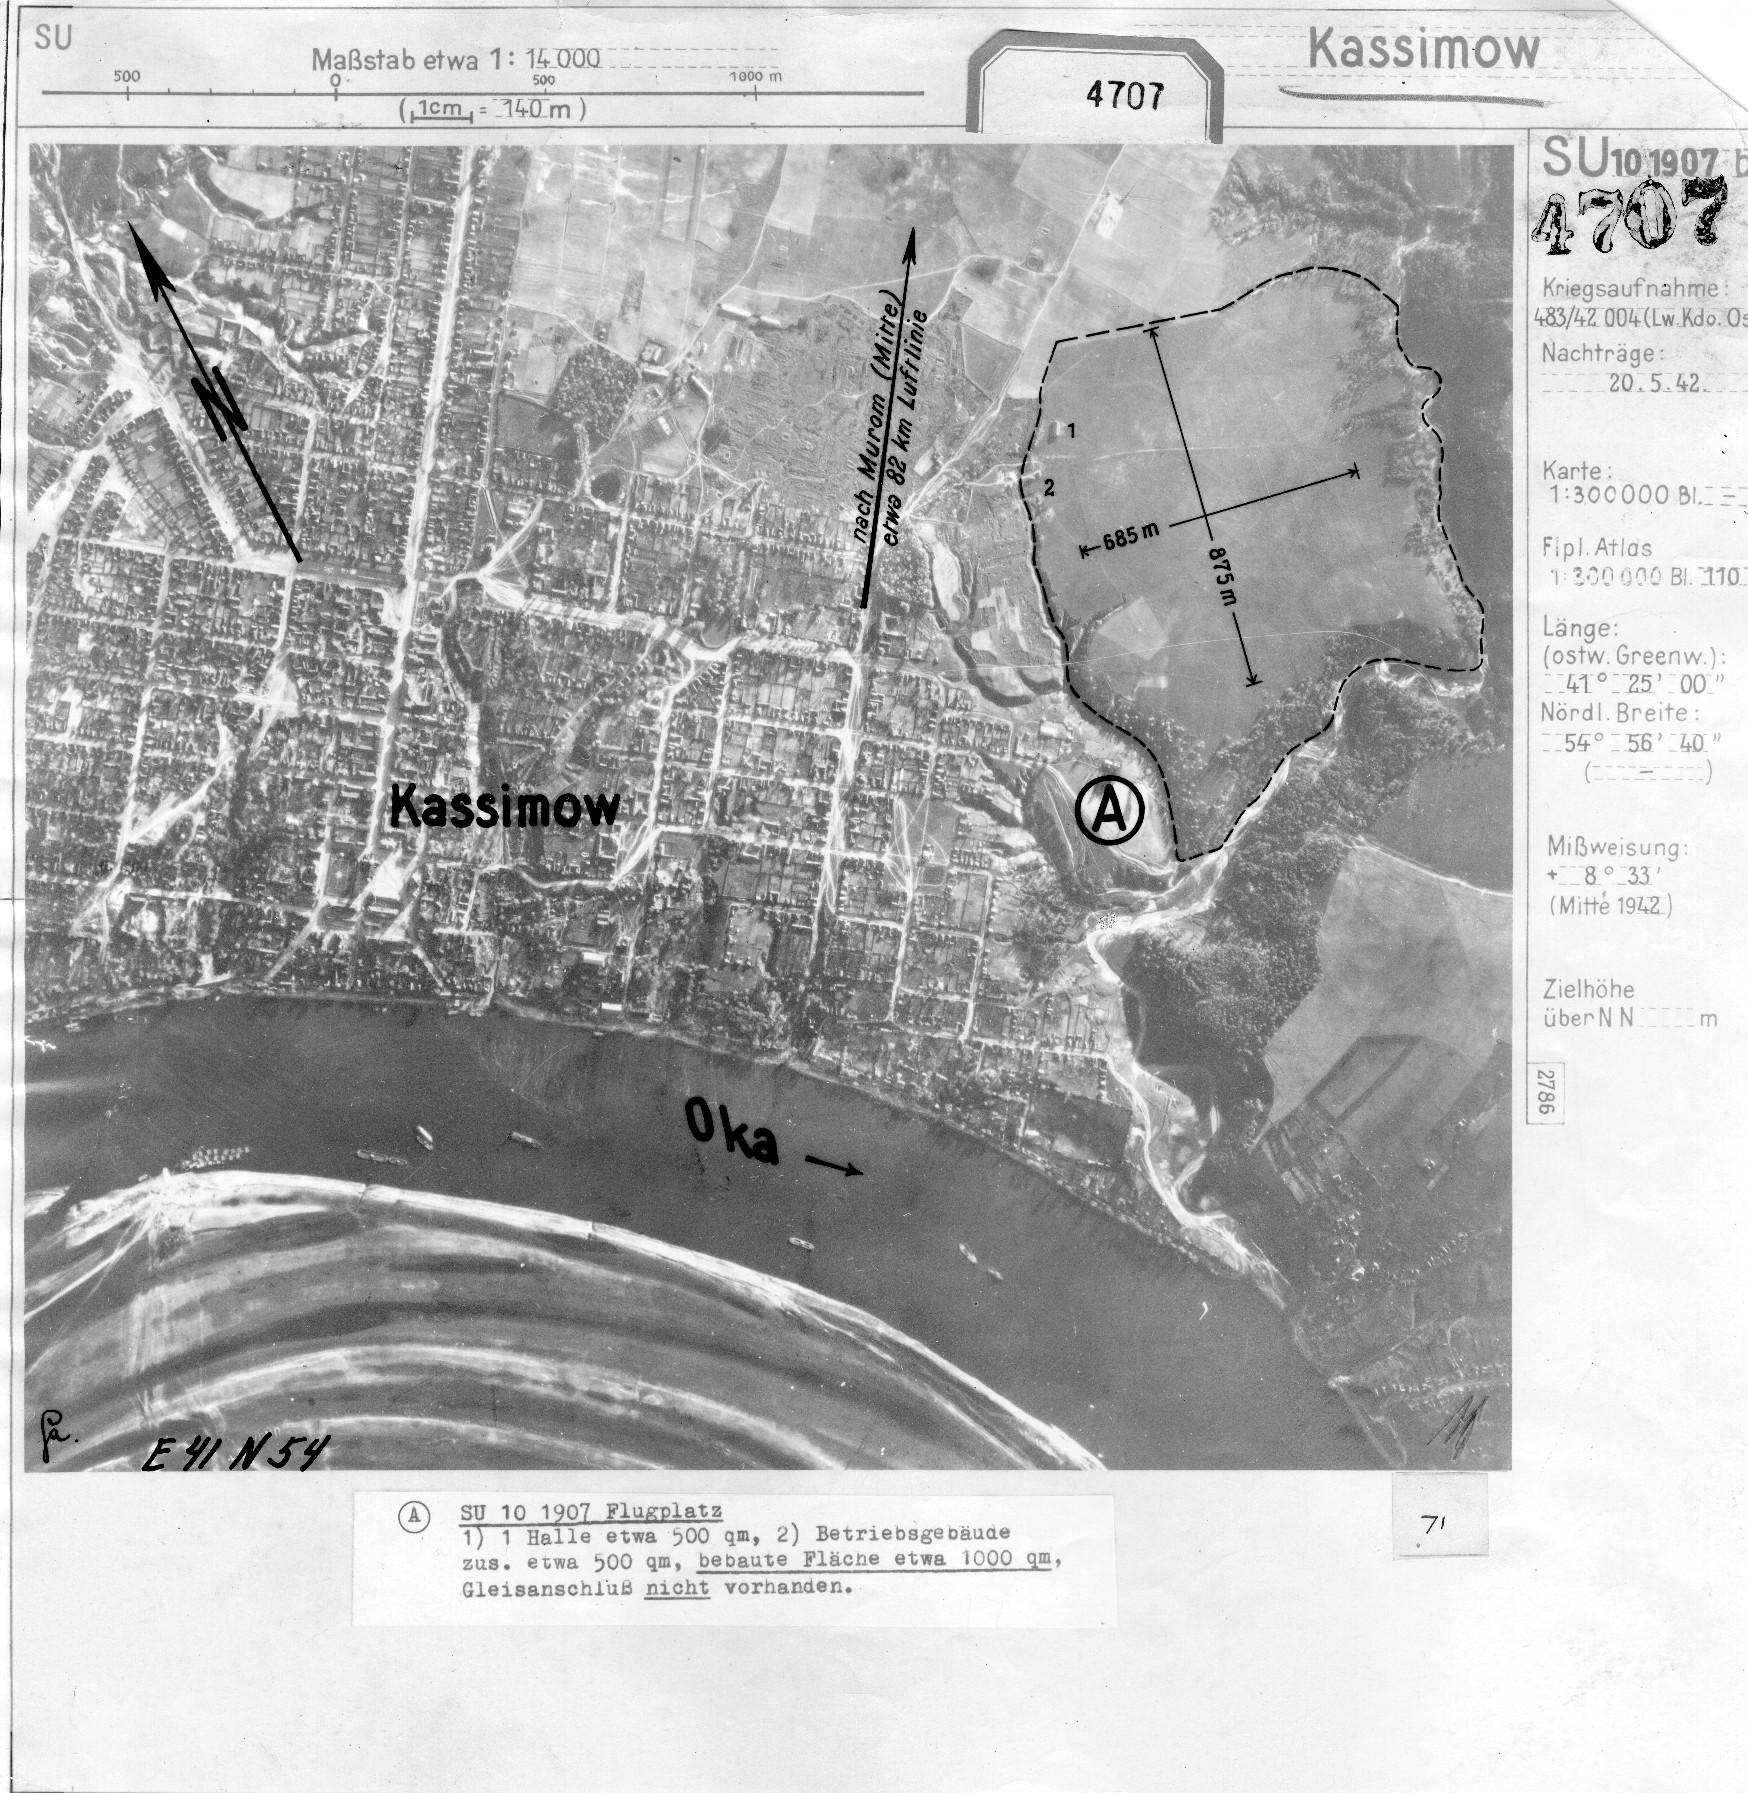 SU
Maßstab etwa 1: 14 000
500 0 500 1000 m
(1cm = 140 m)
4707
Kassimow
SU 10 1907 b
4707
Kriegsaufnahme:
483/42 004 (Lw. Kdo. Os
Nachträge:
20. 5. 42.
Karte:
1:300000 Bl. –
Flpl. Atlas
1:300000 Bl. 110
Länge:
(ostw. Greenw.):
41° 25' 00"
Nördl. Breite:
54° 56' 40"
( – )
Mißweisung:
+ 8° 33'
(Mitte 1942)
Zielhöhe
über NN m
2786
N
nach Murom (Mitte)
etwa 82 km Luftlinie
1
2
685 m
875 m
Kassimow
A
Oka →
E 41 N 54
A SU 10 1907 Flugplatz
1) 1 Halle etwa 500 qm, 2) Betriebsgebäude
zus. etwa 500 qm, bebaute Fläche etwa 1000 qm,
Gleisanschluß nicht vorhanden.
71